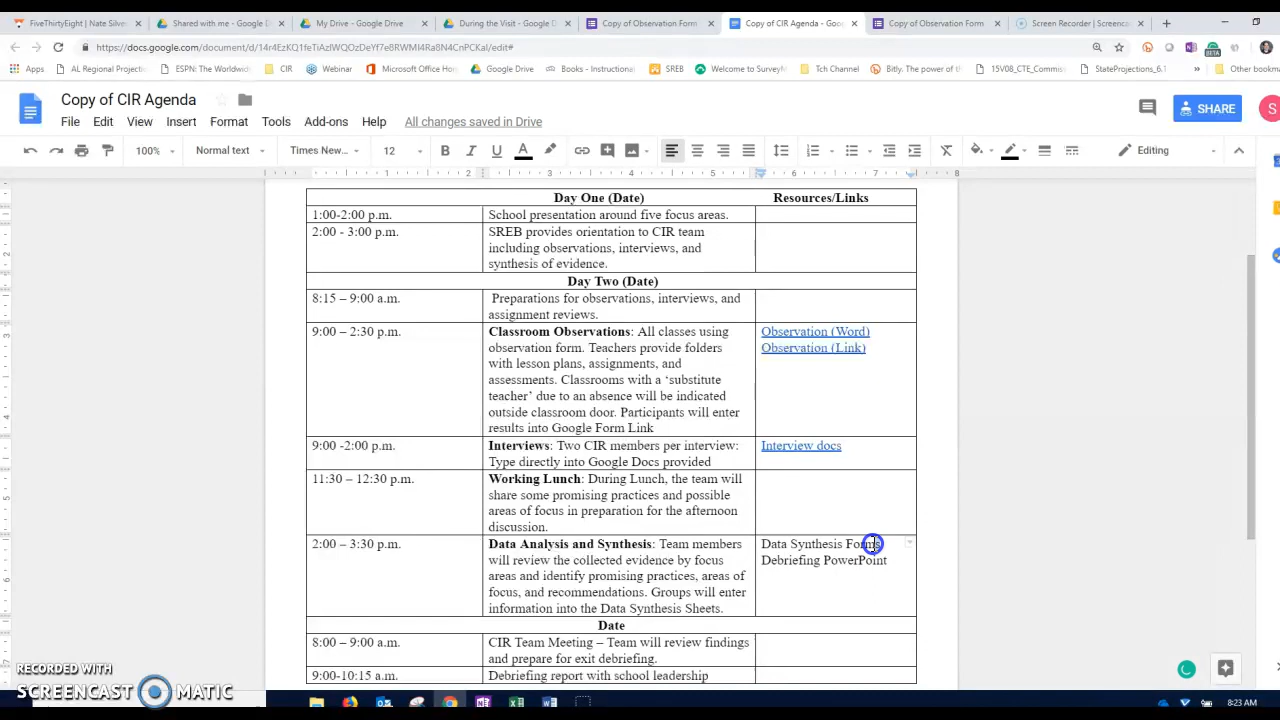 FiveThirtyEight | Nate Silver
Shared with me - Google D
My Drive - Google Drive
During the Visit - Google D
Copy of Observation Form
Copy of CIR Agenda - Goo
Copy of Observation Form
Screen Recorder | Screenca
https://docs.google.com/document/d/14r4EzKQ1feTiAzIWQOzDeYf7e8RWMI4Ra8N4CnPCKaI/edit#
Apps
AL Regional Projec
ESPN: The Worldwid
CIR
Webinar
Microsoft Office Hom
Google Drive
Books - Instructiona
SREB
Welcome to SurveyM
Tch Channel
Bitly. The power of th
15V08_CTE_Commis
StateProjections_6.1
Other bookma
Copy of CIR Agenda
SHARE
S
File Edit View Insert Format Tools Add-ons Help All changes saved in Drive
100% Normal text Times New... 12 B I U A Editing
2 3 4 5 6 7 8
Day One (Date) Resources/Links
1:00-2:00 p.m. School presentation around five focus areas.
2:00 - 3:00 p.m. SREB provides orientation to CIR team
including observations, interviews, and
synthesis of evidence.
Day Two (Date)
8:15 – 9:00 a.m. Preparations for observations, interviews, and
assignment reviews.
9:00 – 2:30 p.m. Classroom Observations: All classes using Observation (Word)
observation form. Teachers provide folders Observation (Link)
with lesson plans, assignments, and
assessments. Classrooms with a ‘substitute
teacher’ due to an absence will be indicated
outside classroom door. Participants will enter
results into Google Form Link
9:00 -2:00 p.m. Interviews: Two CIR members per interview: Interview docs
Type directly into Google Docs provided
11:30 – 12:30 p.m. Working Lunch: During Lunch, the team will
share some promising practices and possible
areas of focus in preparation for the afternoon
discussion.
2:00 – 3:30 p.m. Data Analysis and Synthesis: Team members Data Synthesis Forms
will review the collected evidence by focus Debriefing PowerPoint
areas and identify promising practices, areas of
focus, and recommendations. Groups will enter
information into the Data Synthesis Sheets.
Date
8:00 – 9:00 a.m. CIR Team Meeting – Team will review findings
and prepare for exit debriefing.
9:00-10:15 a.m. Debriefing report with school leadership
RECORDED WITH
SCREENCAST MATIC
8:23 AM